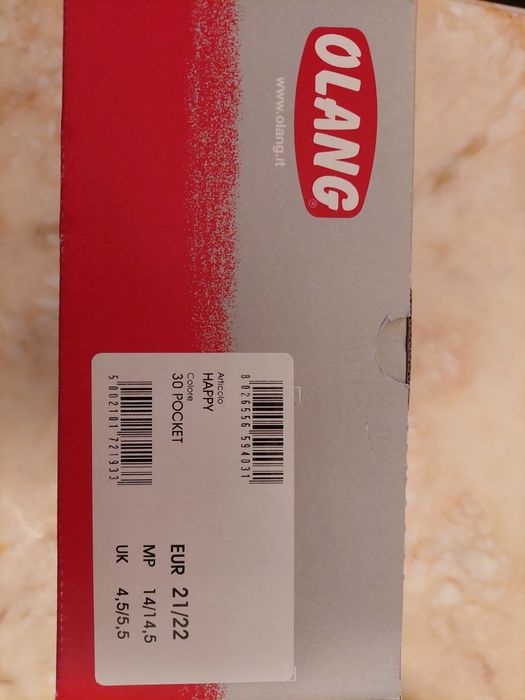 OLANG®
www.olang.it
8 026556 594031
Articolo
HAPPY
Colore
30 POCKET
5 002101 721933
EUR 21/22
MP 14/14,5
UK 4,5/5,5